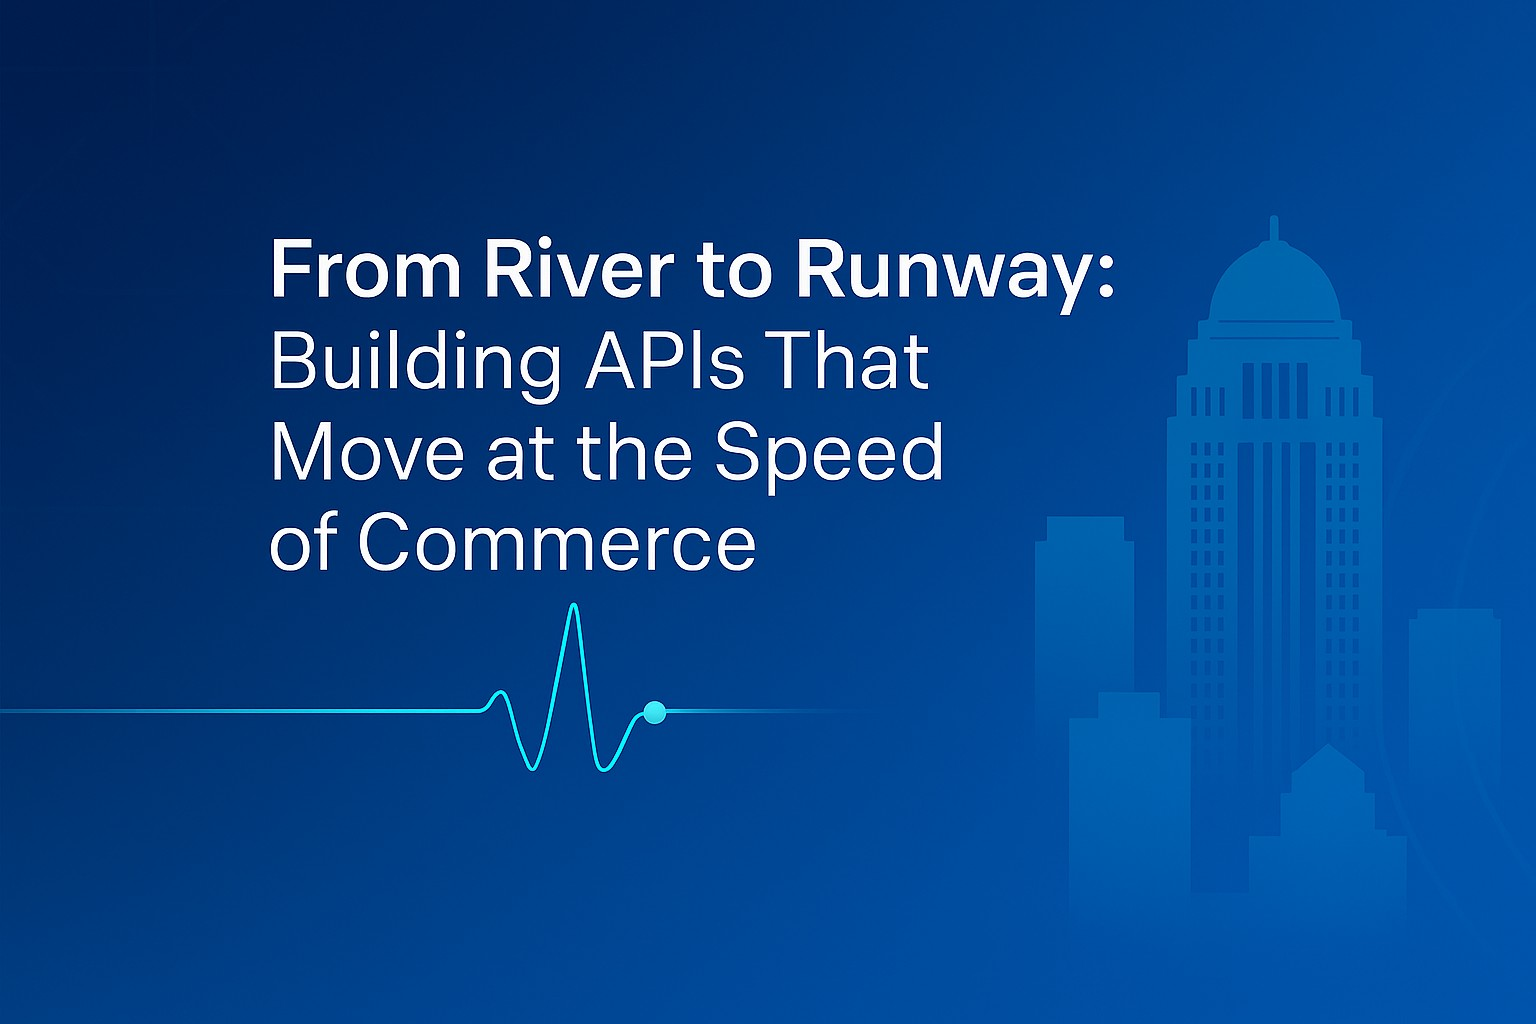 From River to Runway:
Building APIs That
Move at the Speed
of Commerce